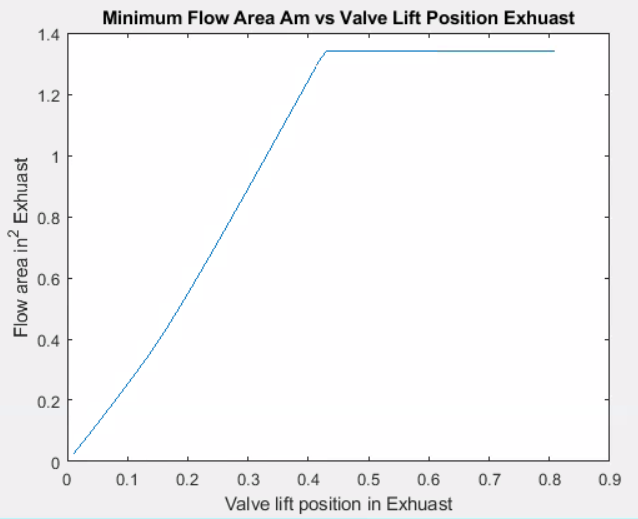 Minimum Flow Area Am vs Valve Lift Position Exhuast
1.4
1.2
1
0.8
0.6
0.4
0.2
0
Flow area in² Exhuast
0 0.1 0.2 0.3 0.4 0.5 0.6 0.7 0.8 0.9
Valve lift position in Exhuast